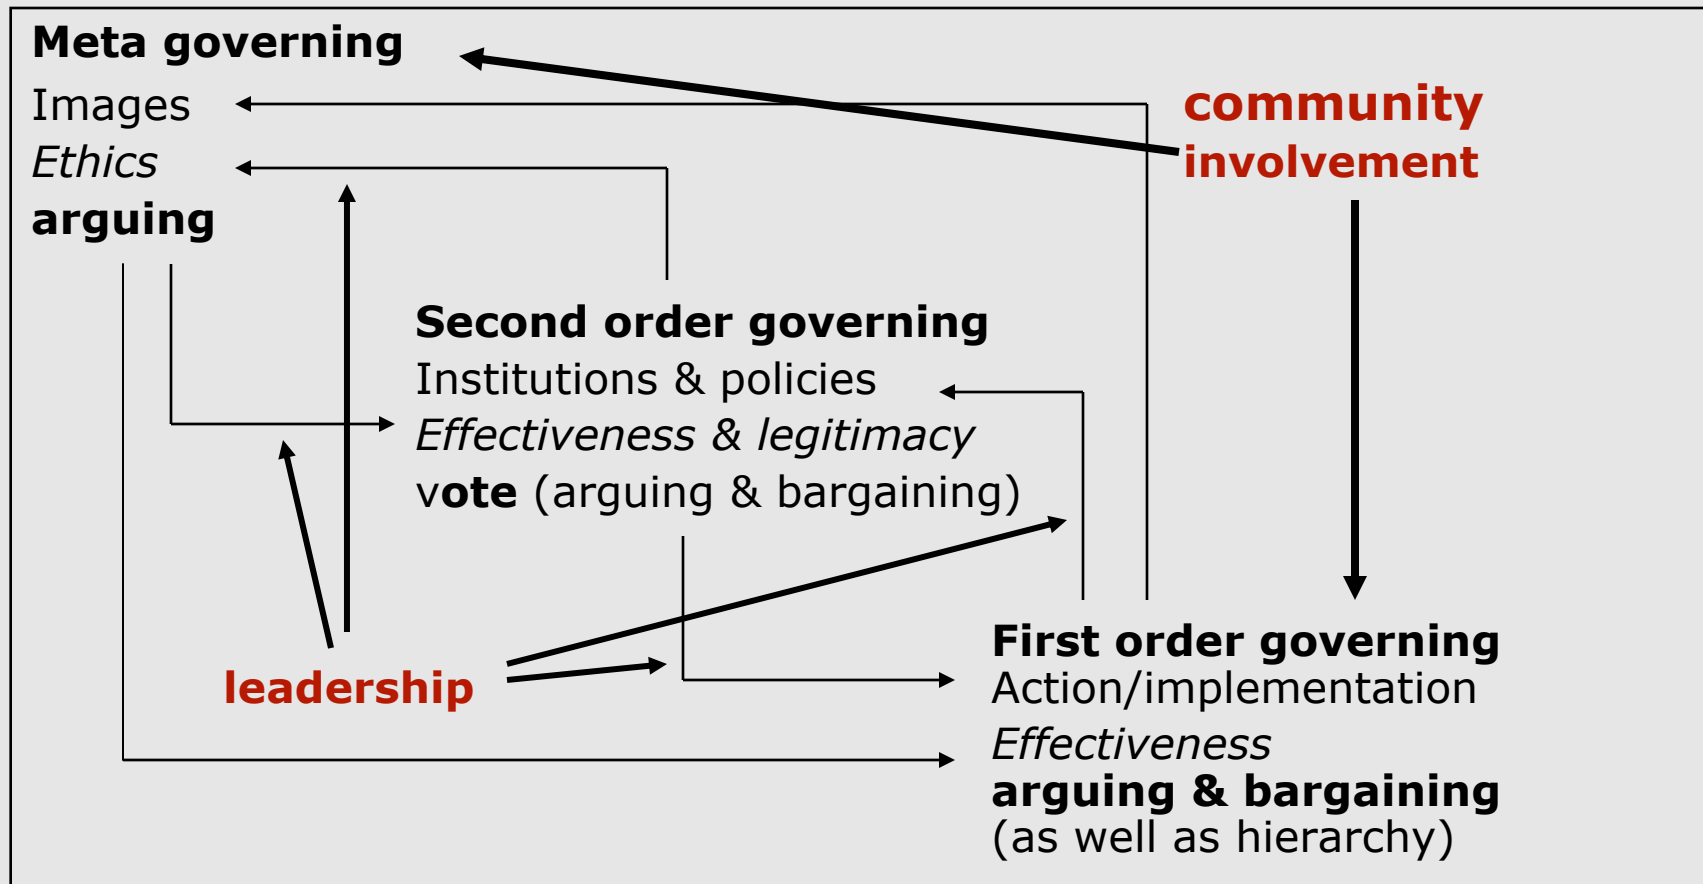 Meta governing
Images
Ethics
arguing
community
involvement
Second order governing
Institutions & policies
Effectiveness & legitimacy
vote (arguing & bargaining)
leadership
First order governing
Action/implementation
Effectiveness
arguing & bargaining
(as well as hierarchy)